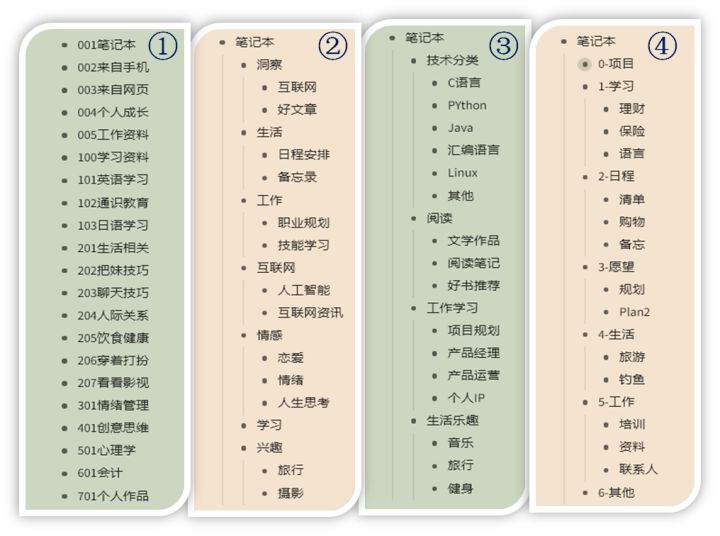 ①
001笔记本
002来自手机
003来自网页
004个人成长
005工作资料
100学习资料
101英语学习
102通识教育
103日语学习
201生活相关
202把妹技巧
203聊天技巧
204人际关系
205饮食健康
206穿着打扮
207看看影视
301情绪管理
401创意思维
501心理学
601会计
701个人作品
②
笔记本
洞察
互联网
好文章
生活
日程安排
备忘录
工作
职业规划
技能学习
互联网
人工智能
互联网资讯
情感
恋爱
情绪
人生思考
学习
兴趣
旅行
摄影
③
笔记本
技术分类
C语言
PYthon
Java
汇编语言
Linux
其他
阅读
文学作品
阅读笔记
好书推荐
工作学习
项目规划
产品经理
产品运营
个人IP
生活乐趣
音乐
旅行
健身
④
笔记本
0-项目
1-学习
理财
保险
语言
2-日程
清单
购物
备忘
3-愿望
规划
Plan2
4-生活
旅游
钓鱼
5-工作
培训
资料
联系人
6-其他